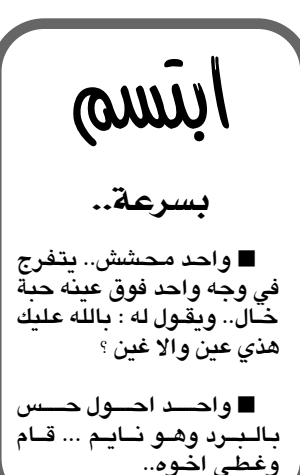 ابتسم
بسرعة..
■ واحد محشش.. يتفرج
في وجه واحد فوق عينه حبة
خال.. ويقول له : بالله عليك
هذي عين والا غين ؟
■ واحد احول حس
بالبرد وهو نايم ... قام
وغطى اخوه..